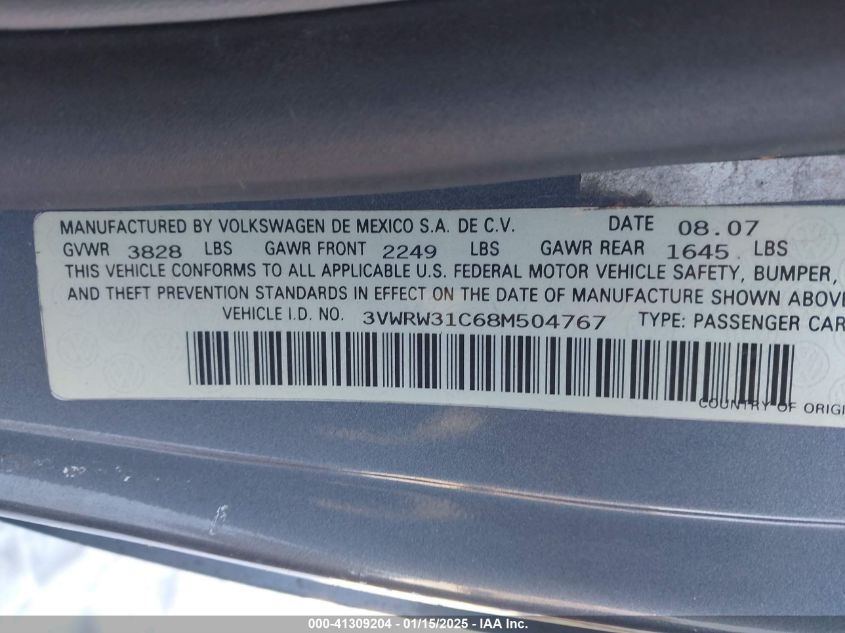 MANUFACTURED BY VOLKSWAGEN DE MEXICO S.A. DE C.V. DATE 08.07
GVWR 3828 LBS GAWR FRONT 2249 LBS GAWR REAR 1645 LBS
THIS VEHICLE CONFORMS TO ALL APPLICABLE U.S. FEDERAL MOTOR VEHICLE SAFETY, BUMPER,
AND THEFT PREVENTION STANDARDS IN EFFECT ON THE DATE OF MANUFACTURE SHOWN ABOVE
VEHICLE I.D. NO. 3VWRW31C68M504767 TYPE: PASSENGER CAR
COUNTRY OF ORIGI
000-41309204 - 01/15/2025 - IAA Inc.